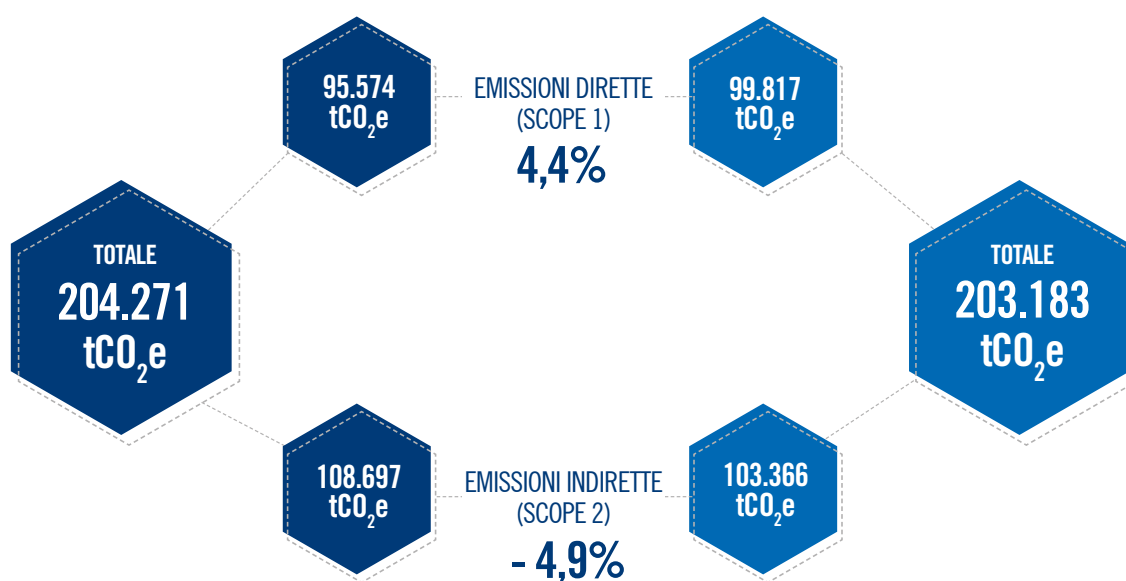 95.574
tCO₂e
EMISSIONI DIRETTE
(SCOPE 1)
4,4%
99.817
tCO₂e
TOTALE
204.271
tCO₂e
TOTALE
203.183
tCO₂e
108.697
tCO₂e
EMISSIONI INDIRETTE
(SCOPE 2)
- 4,9%
103.366
tCO₂e